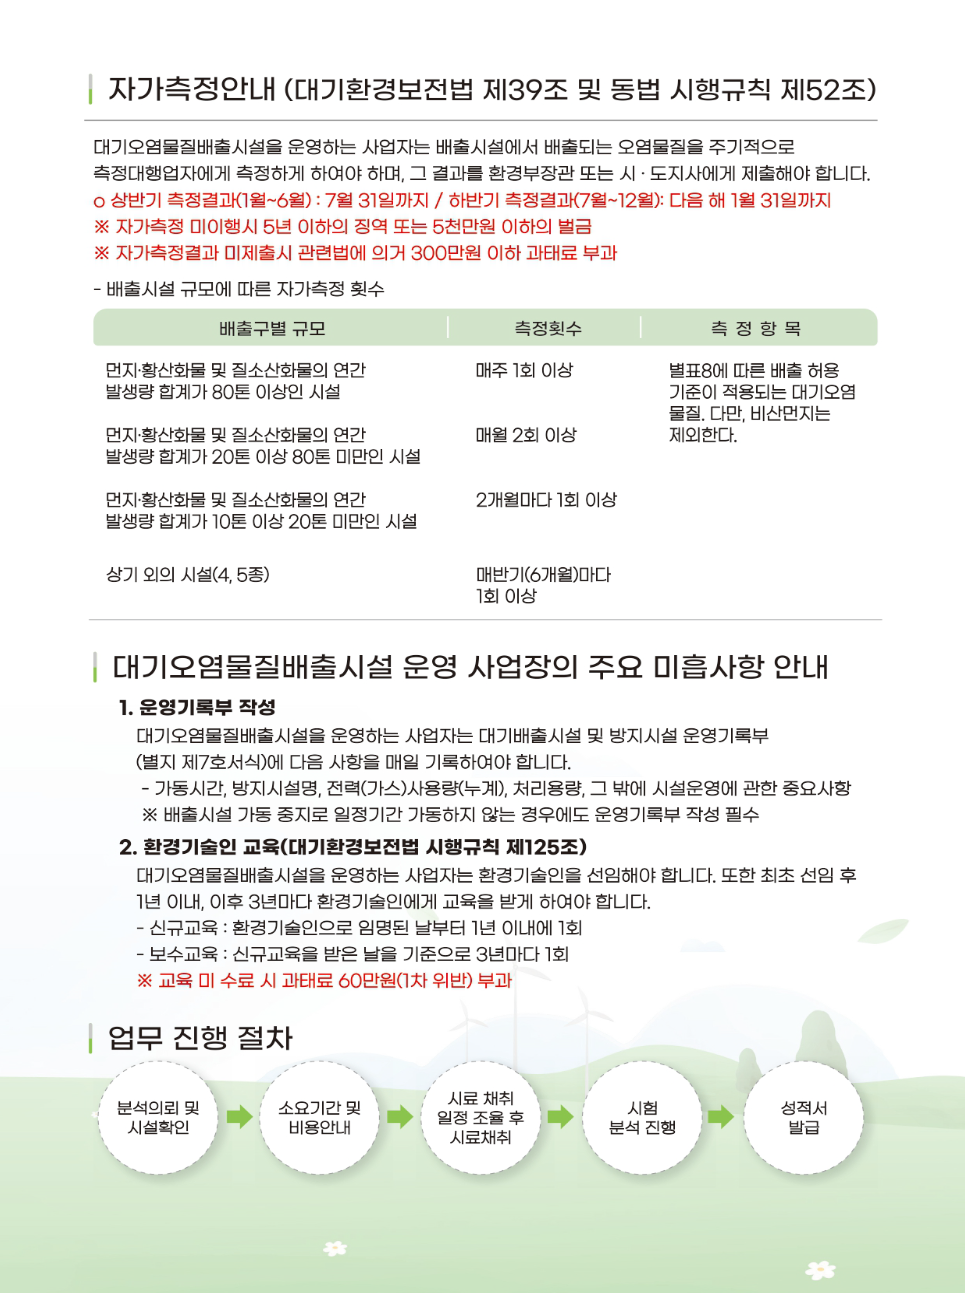 자가측정안내 (대기환경보전법 제39조 및 동법 시행규칙 제52조)
대기오염물질배출시설을 운영하는 사업자는 배출시설에서 배출되는 오염물질을 주기적으로
측정대행업자에게 측정하게 하여야 하며, 그 결과를 환경부장관 또는 시 · 도지사에게 제출해야 합니다.
o 상반기 측정결과(1월~6월) : 7월 31일까지 / 하반기 측정결과(7월~12월): 다음 해 1월 31일까지
※ 자가측정 미이행시 5년 이하의 징역 또는 5천만원 이하의 벌금
※ 자가측정결과 미제출시 관련법에 의거 300만원 이하 과태료 부과
- 배출시설 규모에 따른 자가측정 횟수
배출구별 규모 측정횟수 측 정 항 목
먼지·황산화물 및 질소산화물의 연간 매주 1회 이상 별표8에 따른 배출 허용
발생량 합계가 80톤 이상인 시설 기준이 적용되는 대기오염
물질. 다만, 비산먼지는
먼지·황산화물 및 질소산화물의 연간 매월 2회 이상 제외한다.
발생량 합계가 20톤 이상 80톤 미만인 시설
먼지·황산화물 및 질소산화물의 연간 2개월마다 1회 이상
발생량 합계가 10톤 이상 20톤 미만인 시설
상기 외의 시설(4, 5종) 매반기(6개월)마다
1회 이상
대기오염물질배출시설 운영 사업장의 주요 미흡사항 안내
1. 운영기록부 작성
대기오염물질배출시설을 운영하는 사업자는 대기배출시설 및 방지시설 운영기록부
(별지 제7호서식)에 다음 사항을 매일 기록하여야 합니다.
- 가동시간, 방지시설명, 전력(가스)사용량(누계), 처리용량, 그 밖에 시설운영에 관한 중요사항
※ 배출시설 가동 중지로 일정기간 가동하지 않는 경우에도 운영기록부 작성 필수
2. 환경기술인 교육(대기환경보전법 시행규칙 제125조)
대기오염물질배출시설을 운영하는 사업자는 환경기술인을 선임해야 합니다. 또한 최초 선임 후
1년 이내, 이후 3년마다 환경기술인에게 교육을 받게 하여야 합니다.
- 신규교육 : 환경기술인으로 임명된 날부터 1년 이내에 1회
- 보수교육 : 신규교육을 받은 날을 기준으로 3년마다 1회
※ 교육 미 수료 시 과태료 60만원(1차 위반) 부과
업무 진행 절차
분석의뢰 및
시설확인
소요기간 및
비용안내
시료 채취
일정 조율 후
시료채취
시험
분석 진행
성적서
발급